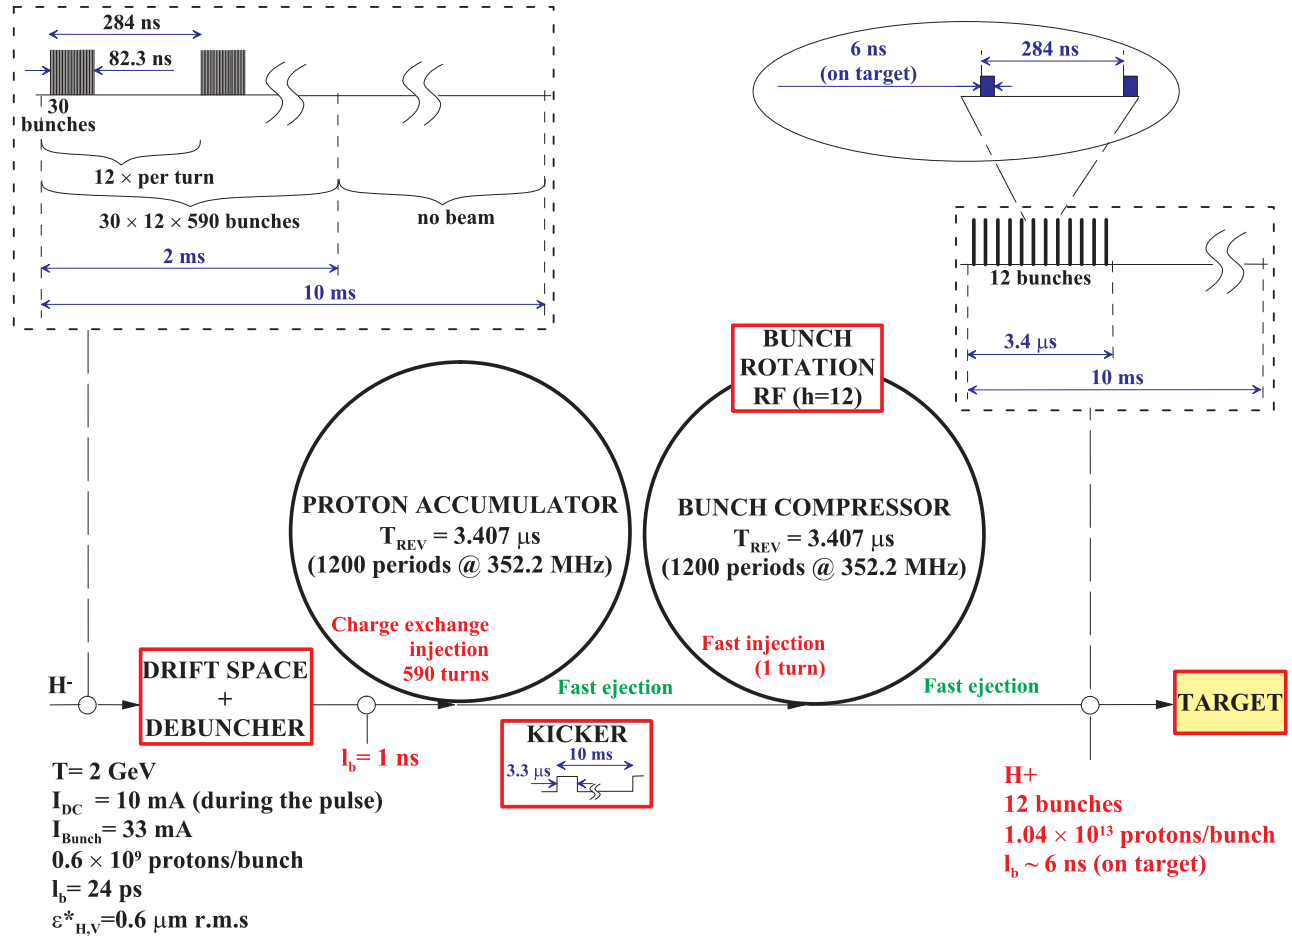 284 ns
82.3 ns
30
bunches
12 × per turn
30 × 12 × 590 bunches
no beam
2 ms
10 ms
6 ns
(on target)
284 ns
12 bunches
3.4 μs
10 ms
BUNCH
ROTATION
RF (h=12)
PROTON ACCUMULATOR
T_REV = 3.407 μs
(1200 periods @ 352.2 MHz)
Charge exchange
injection
590 turns
BUNCH COMPRESSOR
T_REV = 3.407 μs
(1200 periods @ 352.2 MHz)
Fast injection
(1 turn)
H-
DRIFT SPACE
+
DEBUNCHER
l_b= 1 ns
Fast ejection
Fast ejection
TARGET
KICKER
10 ms
3.3 μs
T= 2 GeV
I_DC = 10 mA (during the pulse)
I_Bunch= 33 mA
0.6 × 10⁹ protons/bunch
l_b= 24 ps
ε*_H,V=0.6 μm r.m.s
H+
12 bunches
1.04 × 10¹³ protons/bunch
l_b ~ 6 ns (on target)